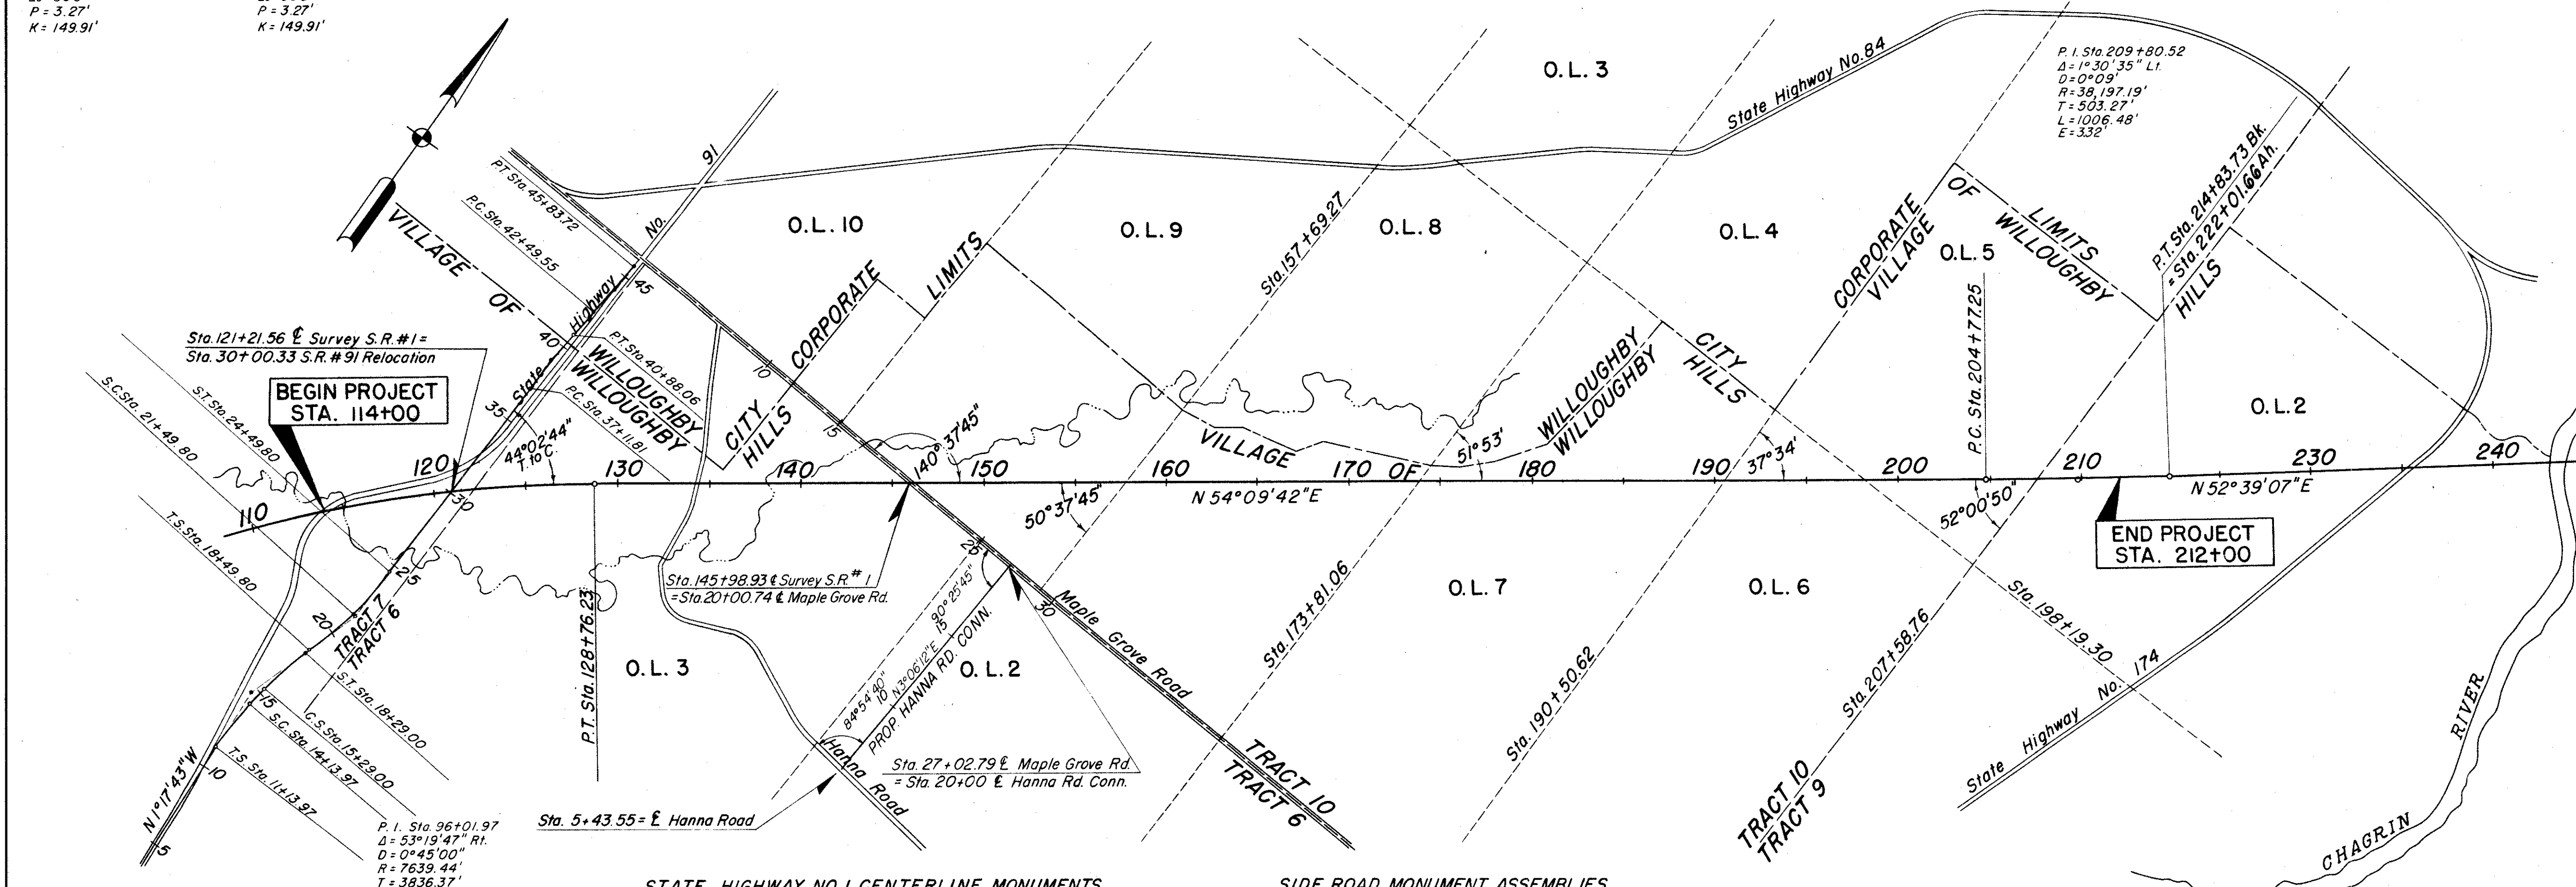 P = 3.27'
K = 149.91'
P = 3.27'
K = 149.91'
O.L. 3
State Highway No. 84
P. I. Sta. 209+80.52
Δ = 1°30'35" Lt.
D = 0°09'
R = 38,197.19'
T = 503.27'
L = 1006.48'
E = 3.32'
P.T. Sta. 214+83.73 Bk.
= Sta. 222+01.66 Ah.
P.T. Sta. 45+83.72
P.C. Sta. 42+49.55
State Highway No. 91
VILLAGE OF WILLOUGHBY
WILLOUGHBY
CITY
HILLS
O.L. 10
O.L. 9
O.L. 8
O.L. 4
O.L. 5
CORPORATE LIMITS
Sta. 157+69.27
CORPORATE LIMITS
VILLAGE OF WILLOUGHBY HILLS
45
40
35
P.T. Sta. 40+88.06
P.C. Sta. 37+11.81
Sta. 121+21.56 ℄ Survey S.R. #1 =
Sta. 30+00.33 S.R. #91 Relocation
BEGIN PROJECT
STA. 114+00
S.T. Sta. 24+49.80
S.C. Sta. 21+49.80
T.S. Sta. 18+49.80
44°02'44"
T. to C.
10
15
140°37'45"
VILLAGE OF
WILLOUGHBY
WILLOUGHBY
CITY
HILLS
51°53'
37°34'
P.C. Sta. 204+77.25
O.L. 2
110
120
130
140
150
160
170
180
190
200
210
230
240
30
25
20
15
10
5
N 54°09'42"E
N 52°39'07"E
50°37'45"
52°00'50"
END PROJECT
STA. 212+00
Sta. 145+98.93 ℄ Survey S.R. #1
= Sta. 20+00.74 ℄ Maple Grove Rd.
25
30
Maple Grove Road
90°25'45"
15
N3°06'12"E
10
84°54'40"
PROP. HANNA RD. CONN.
O.L. 2
O.L. 3
O.L. 7
O.L. 6
P.T. Sta. 128+76.23
Sta. 173+81.06
Sta. 190+50.62
Sta. 207+58.76
Sta. 198+19.30
State Highway No. 174
TRACT 7
TRACT 6
S.T. Sta. 18+29.00
C.S. Sta. 15+29.00
S.C. Sta. 14+13.97
T.S. Sta. 11+13.97
N1°17'43"W
Hanna Road
Sta. 27+02.79 ℄ Maple Grove Rd.
= Sta. 20+00 ℄ Hanna Rd. Conn.
Sta. 5+43.55 = ℄ Hanna Road
TRACT 10
TRACT 6
TRACT 10
TRACT 9
CHAGRIN RIVER
P. I. Sta. 96+01.97
Δ = 53°19'47" Rt.
D = 0°45'00"
R = 7639.44'
T = 3836.37'
STATE HIGHWAY NO. 1 CENTERLINE MONUMENTS
SIDE ROAD MONUMENT ASSEMBLIES